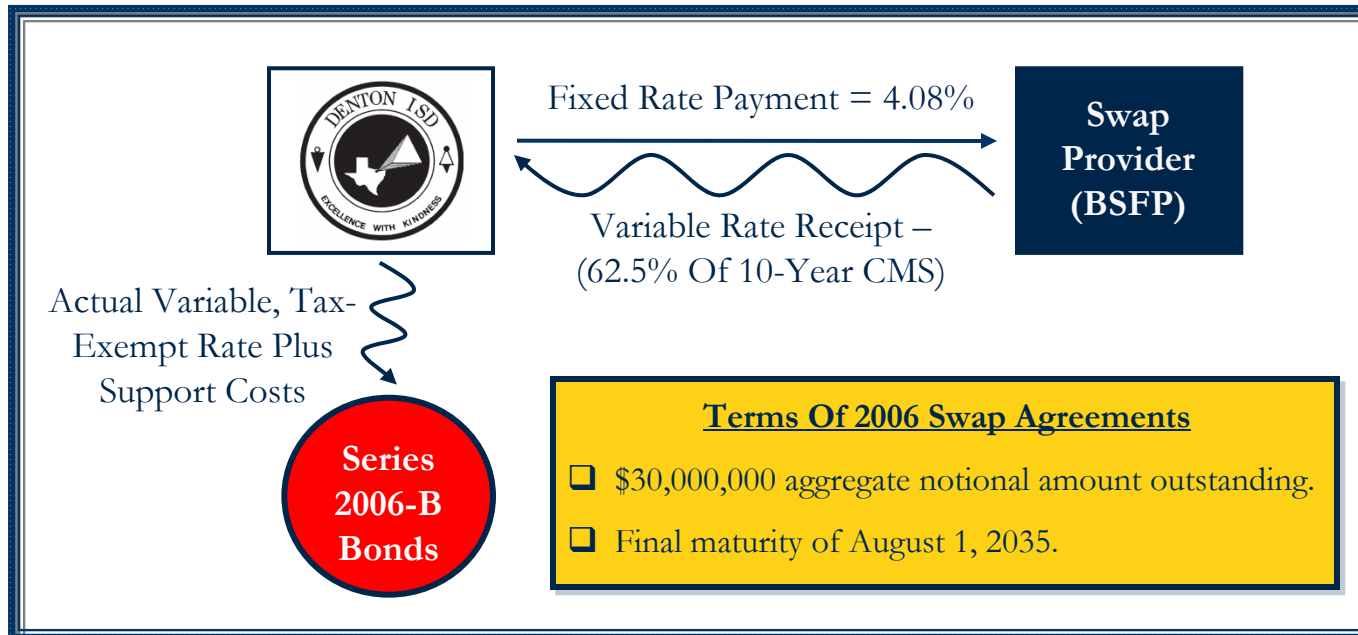 DENTON ISD
EXCELLENCE WITH KINDNESS
Fixed Rate Payment = 4.08%
Swap
Provider
(BSFP)
Variable Rate Receipt –
(62.5% Of 10-Year CMS)
Actual Variable, Tax-
Exempt Rate Plus
Support Costs
Series
2006-B
Bonds
Terms Of 2006 Swap Agreements
❑ $30,000,000 aggregate notional amount outstanding.
❑ Final maturity of August 1, 2035.